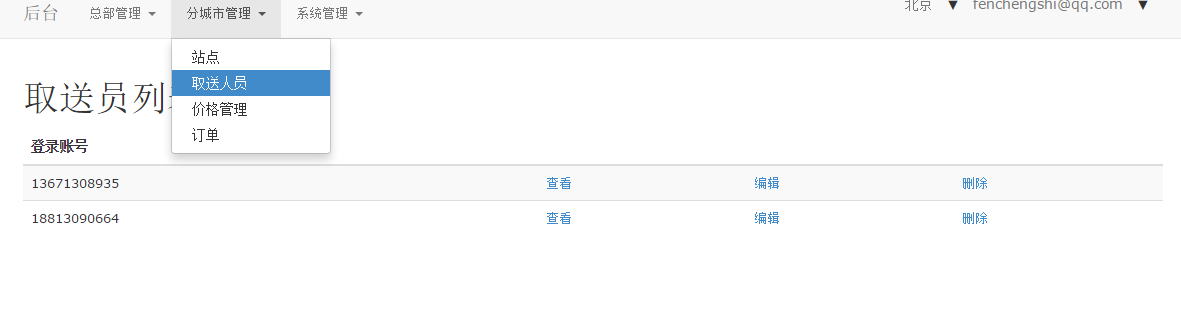 后台 总部管理 分城市管理 系统管理 北京 fenchengshi@qq.com
站点
取送人员
价格管理
订单
取送员列
登录账号
13671308935 查看 编辑 删除
18813090664 查看 编辑 删除